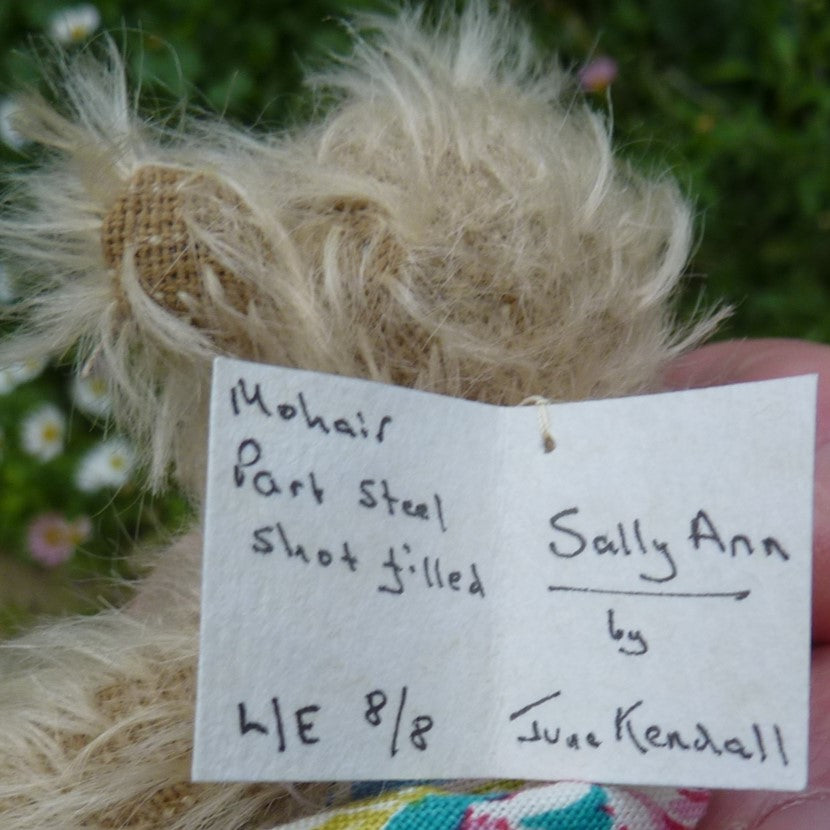 Mohair
Part steel
shot filled
L/E 8/8
Sally Ann
by
June Kendall